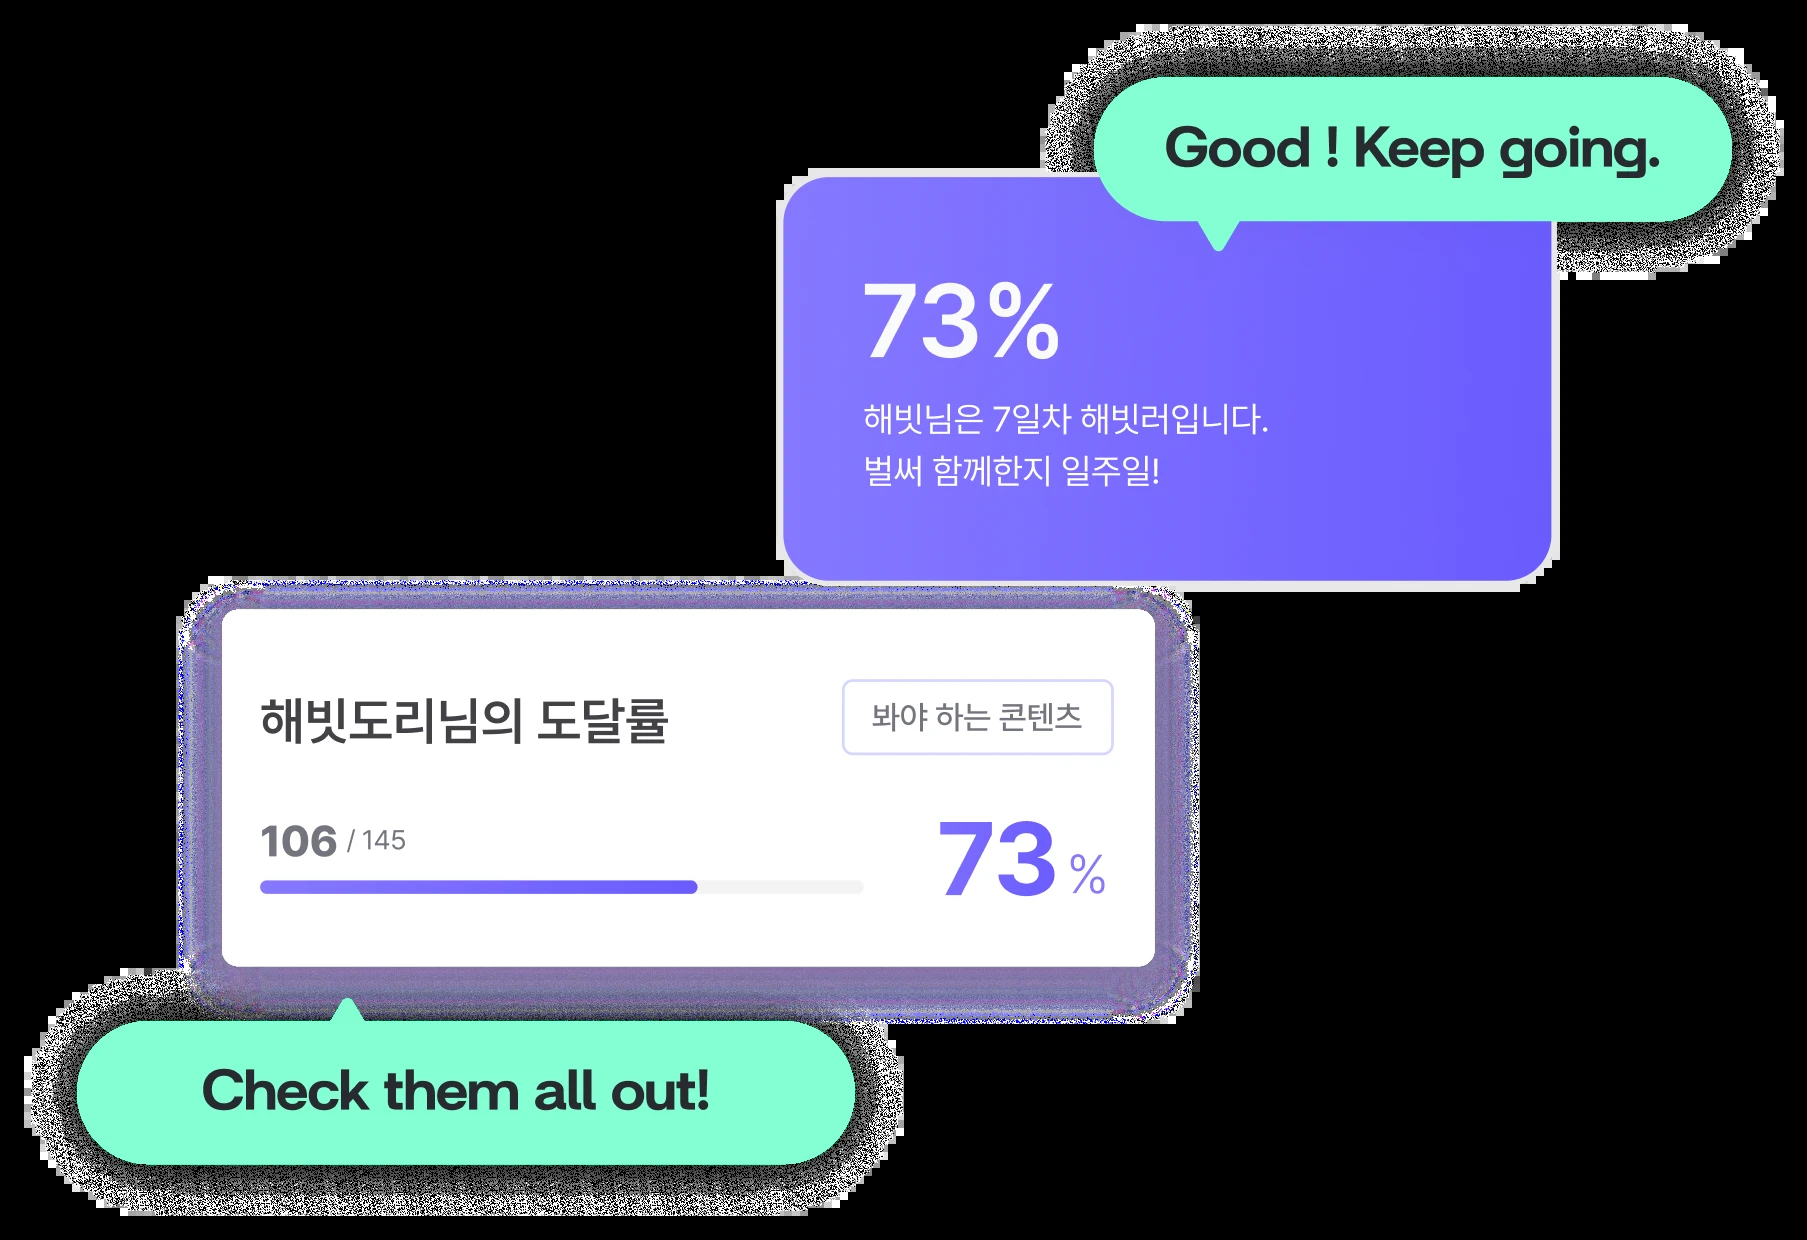 Good ! Keep going.
73%
해빗님은 7일차 해빗러입니다.
벌써 함께한지 일주일!
해빗도리님의 도달률
봐야 하는 콘텐츠
106 / 145
73 %
Check them all out!